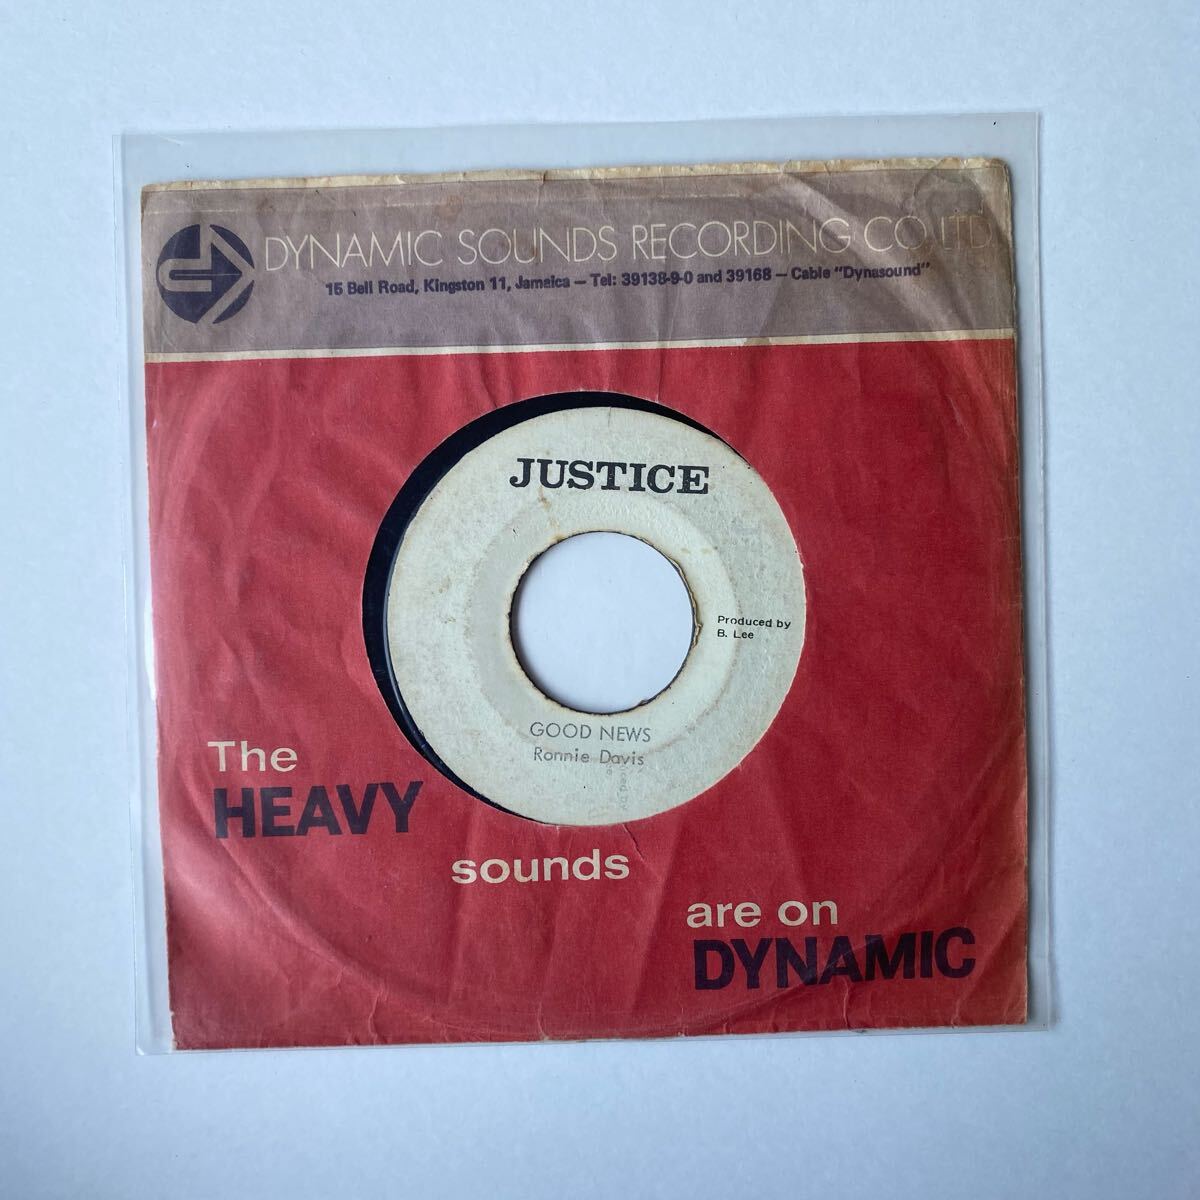 DYNAMIC SOUNDS RECORDING CO. LTD.
15 Bell Road, Kingston 11, Jamaica — Tel: 39138-9-0 and 39168 — Cable "Dynasound"
JUSTICE
Produced by
B. Lee
GOOD NEWS
Ronnie Davis
The
HEAVY
sounds
are on
DYNAMIC